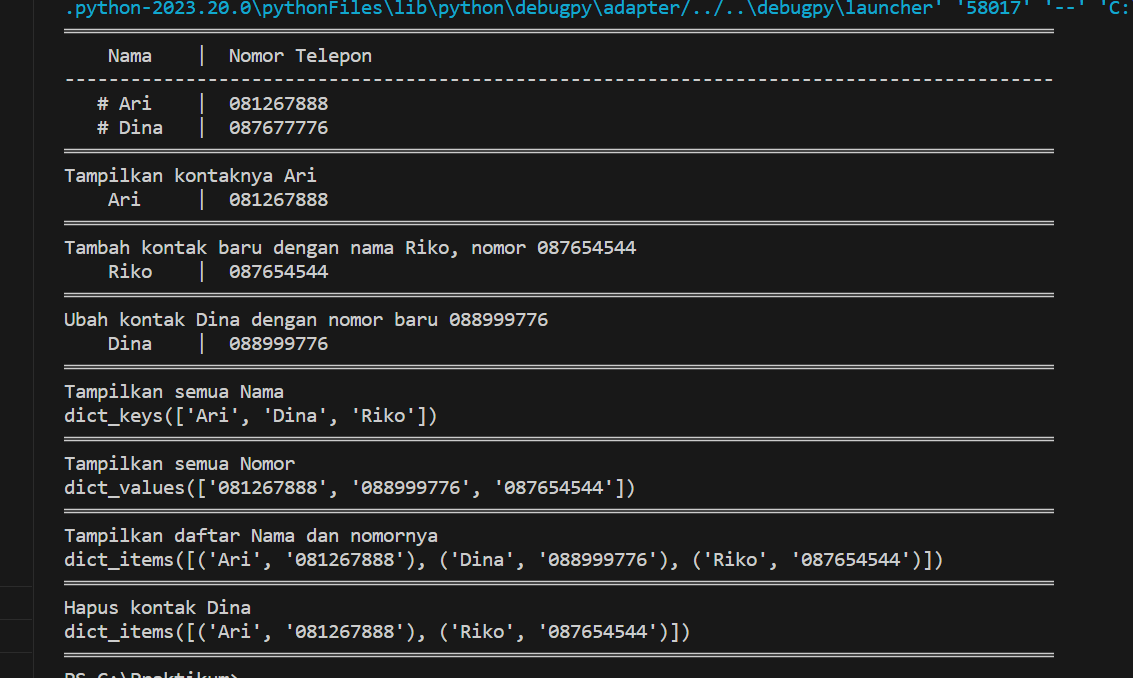 .python-2023.20.0\pythonFiles\lib\python\debugpy\adapter/../..\debugpy\launcher' '58017' '--' 'C:
Nama | Nomor Telepon
------------------------------------------------------------------------------------------
# Ari | 081267888
# Dina | 087677776
Tampilkan kontaknya Ari
Ari | 081267888
Tambah kontak baru dengan nama Riko, nomor 087654544
Riko | 087654544
Ubah kontak Dina dengan nomor baru 088999776
Dina | 088999776
Tampilkan semua Nama
dict_keys(['Ari', 'Dina', 'Riko'])
Tampilkan semua Nomor
dict_values(['081267888', '088999776', '087654544'])
Tampilkan daftar Nama dan nomornya
dict_items([('Ari', '081267888'), ('Dina', '088999776'), ('Riko', '087654544')])
Hapus kontak Dina
dict_items([('Ari', '081267888'), ('Riko', '087654544')])
PS C:\Praktikum>